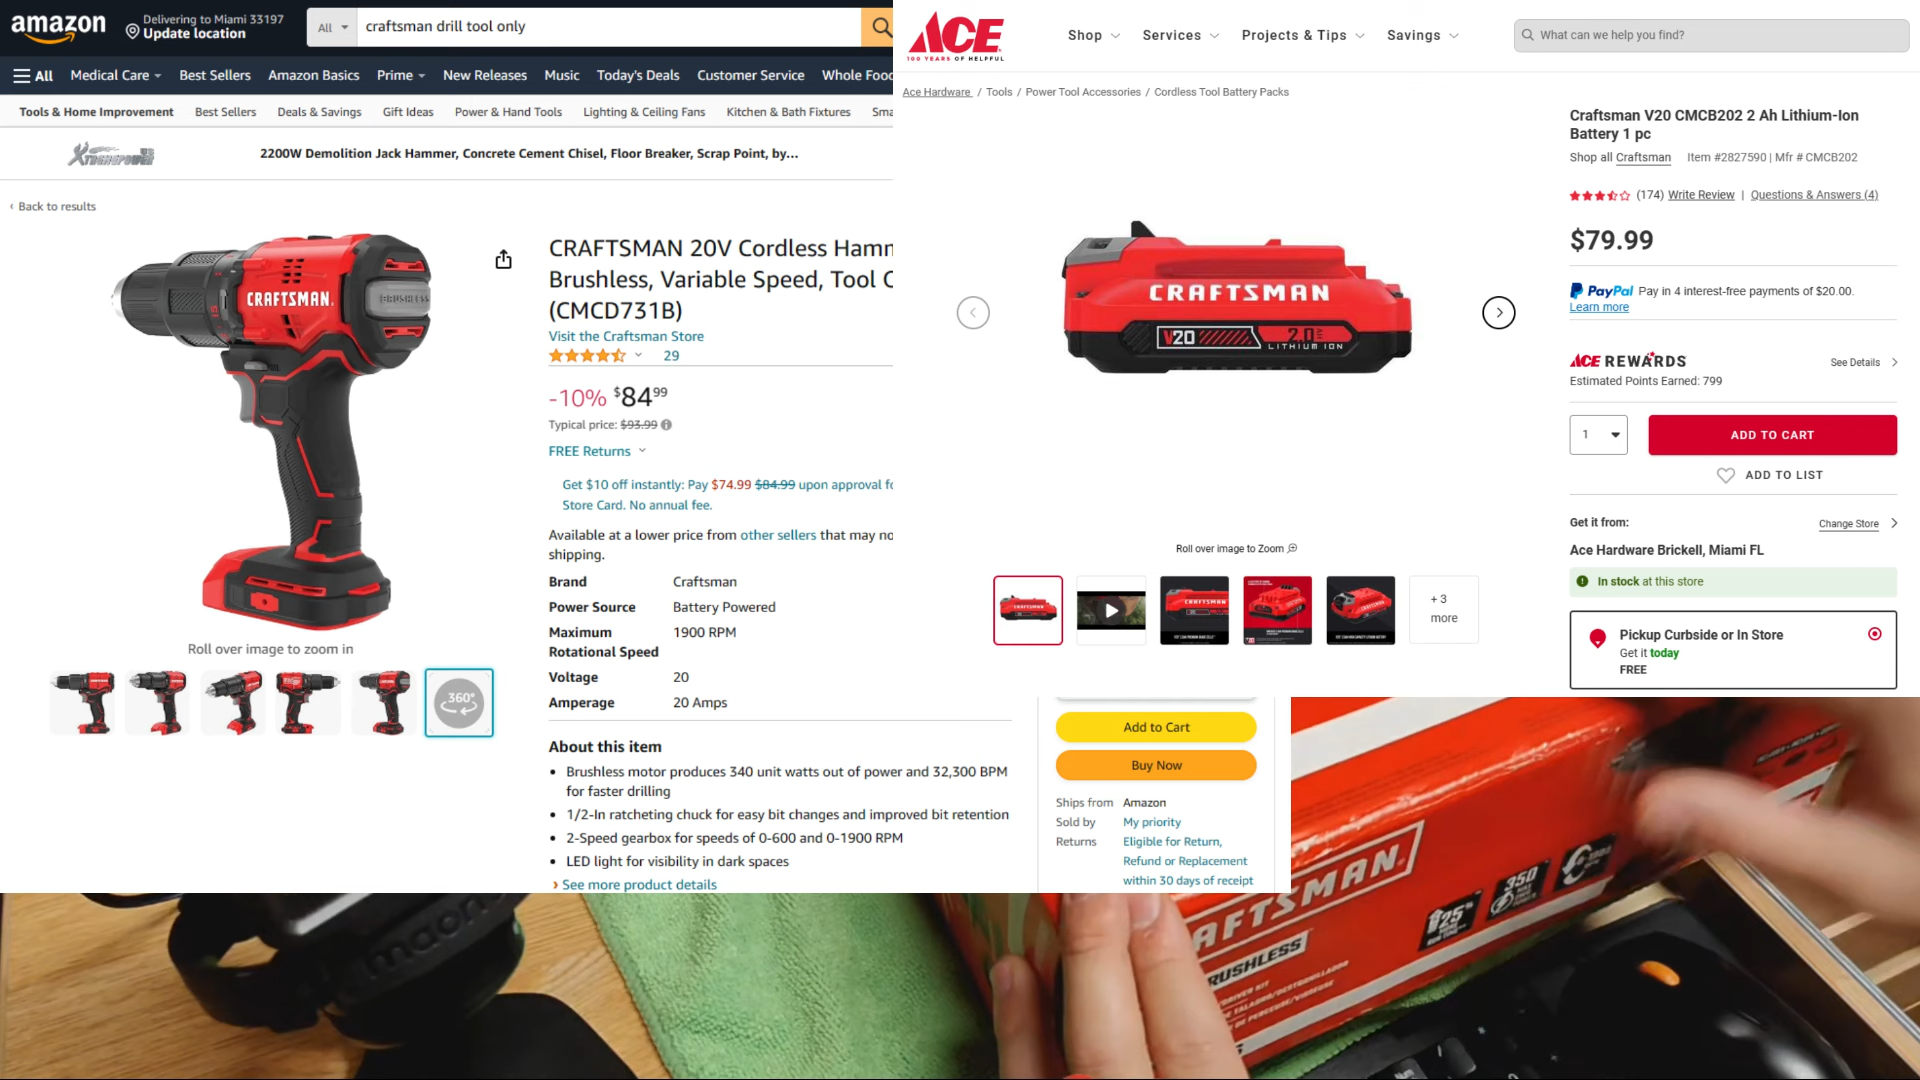 amazon
Delivering to Miami 33197
Update location
All
craftsman drill tool only
All
Medical Care
Best Sellers
Amazon Basics
Prime
New Releases
Music
Today's Deals
Customer Service
Whole Foo
Tools & Home Improvement
Best Sellers
Deals & Savings
Gift Ideas
Power & Hand Tools
Lighting & Ceiling Fans
Kitchen & Bath Fixtures
Sma
XTREMEPOWER US
2200W Demolition Jack Hammer, Concrete Cement Chisel, Floor Breaker, Scrap Point, by...
‹ Back to results
CRAFTSMAN
BRUSHLESS
Roll over image to zoom in
360°
CRAFTSMAN 20V Cordless Hamm
Brushless, Variable Speed, Tool O
(CMCD731B)
Visit the Craftsman Store
29
-10% $84 99
Typical price: $93.99
FREE Returns
Get $10 off instantly: Pay $74.99 $84.99 upon approval fo
Store Card. No annual fee.
Available at a lower price from other sellers that may no
shipping.
Brand Craftsman
Power Source Battery Powered
Maximum 1900 RPM
Rotational Speed
Voltage 20
Amperage 20 Amps
About this item
• Brushless motor produces 340 unit watts out of power and 32,300 BPM
for faster drilling
• 1/2-In ratcheting chuck for easy bit changes and improved bit retention
• 2-Speed gearbox for speeds of 0-600 and 0-1900 RPM
• LED light for visibility in dark spaces
› See more product details
Add to Cart
Buy Now
Ships from Amazon
Sold by My priority
Returns Eligible for Return,
Refund or Replacement
within 30 days of receipt
ACE
100 YEARS OF HELPFUL
Shop
Services
Projects & Tips
Savings
What can we help you find?
Ace Hardware / Tools / Power Tool Accessories / Cordless Tool Battery Packs
CRAFTSMAN
V20
2.0
LITHIUM ION
Roll over image to Zoom
+ 3
more
Craftsman V20 CMCB202 2 Ah Lithium-Ion
Battery 1 pc
Shop all Craftsman Item #2827590 | Mfr # CMCB202
(174) Write Review | Questions & Answers (4)
$79.99
PayPal Pay in 4 interest-free payments of $20.00.
Learn more
ACE REWARDS
See Details
Estimated Points Earned: 799
1
ADD TO CART
ADD TO LIST
Get it from:
Change Store
Ace Hardware Brickell, Miami FL
In stock at this store
Pickup Curbside or In Store
Get it today
FREE
maono
AFTSMAN
RUSHLESS
25%
350